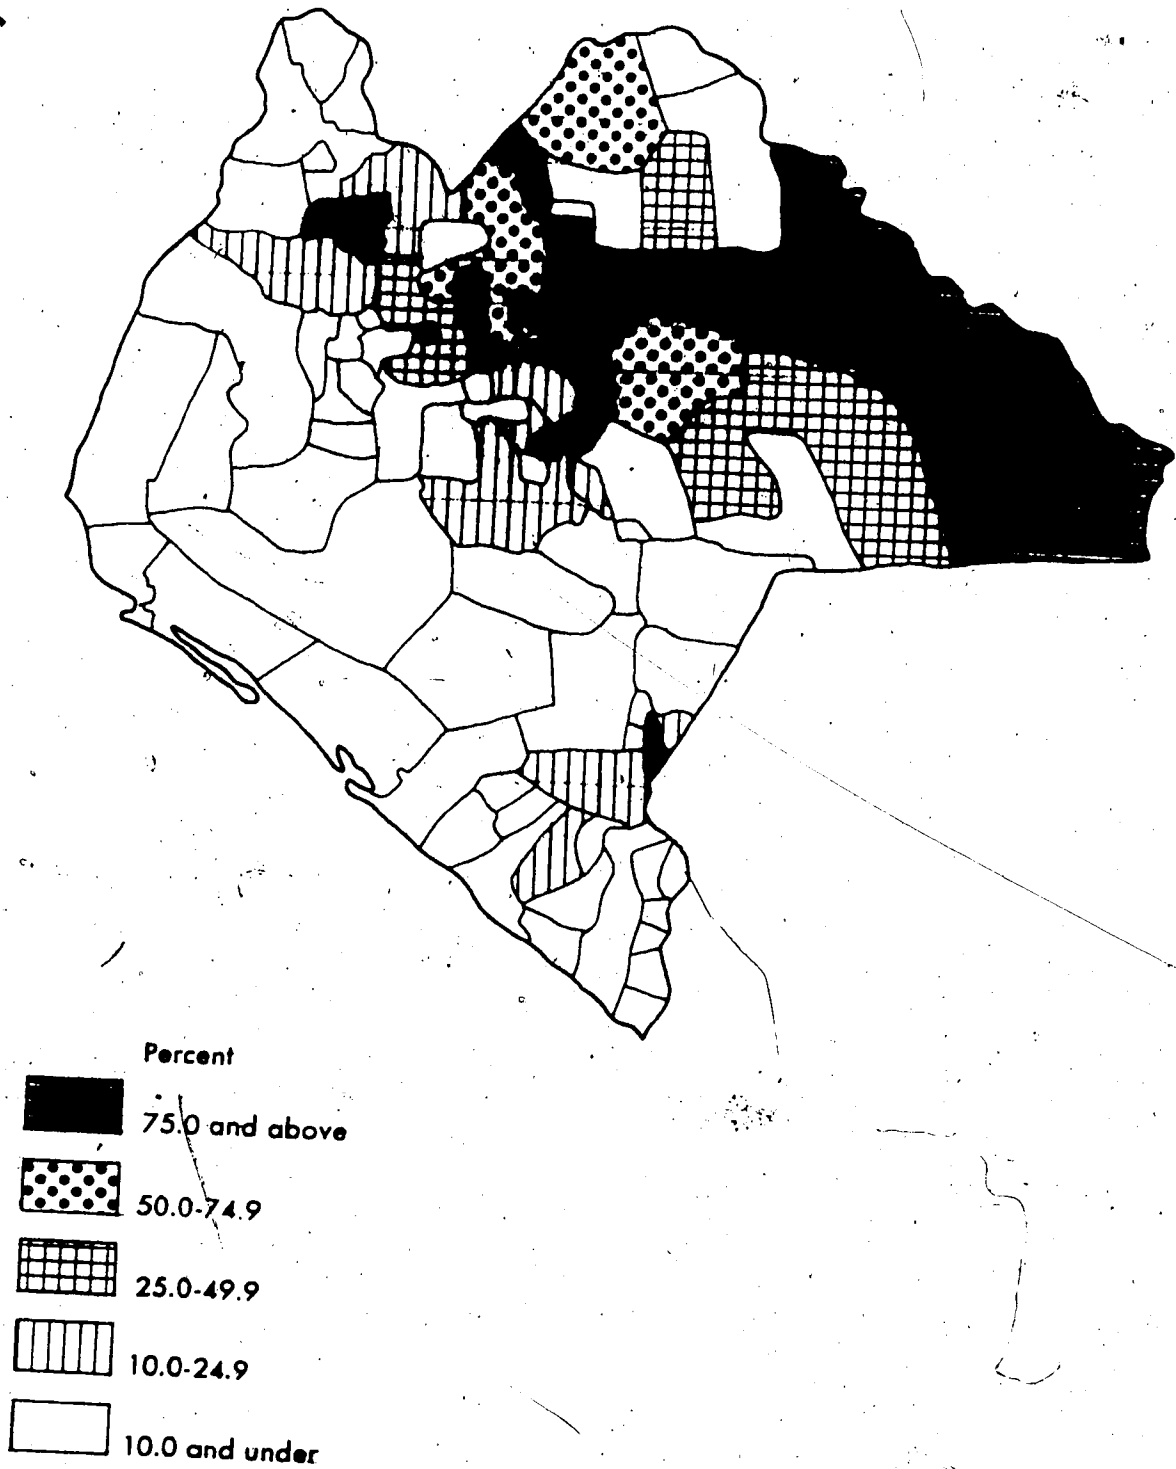 Percent
75.0 and above
50.0-74.9
25.0-49.9
10.0-24.9
10.0 and under